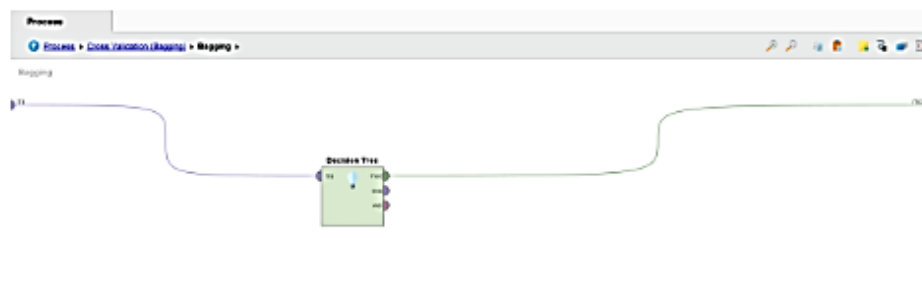 Process
Process ▸ Cross Validation (Bagging) ▸ Bagging ▸
Bagging
Decision Tree